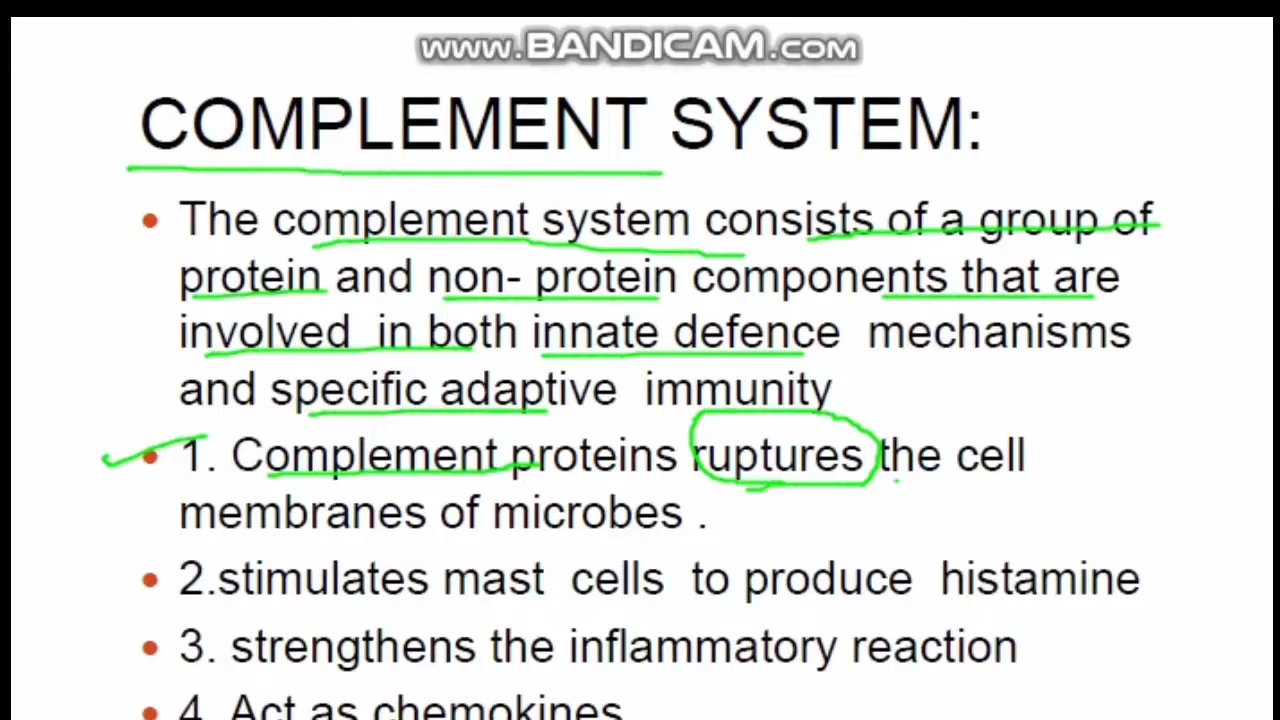 www.BANDICAM.com
COMPLEMENT SYSTEM:
• The complement system consists of a group of
protein and non- protein components that are
involved in both innate defence mechanisms
and specific adaptive immunity
• 1. Complement proteins ruptures the cell
membranes of microbes .
• 2.stimulates mast cells to produce histamine
• 3. strengthens the inflammatory reaction
• 4. Act as chemokines